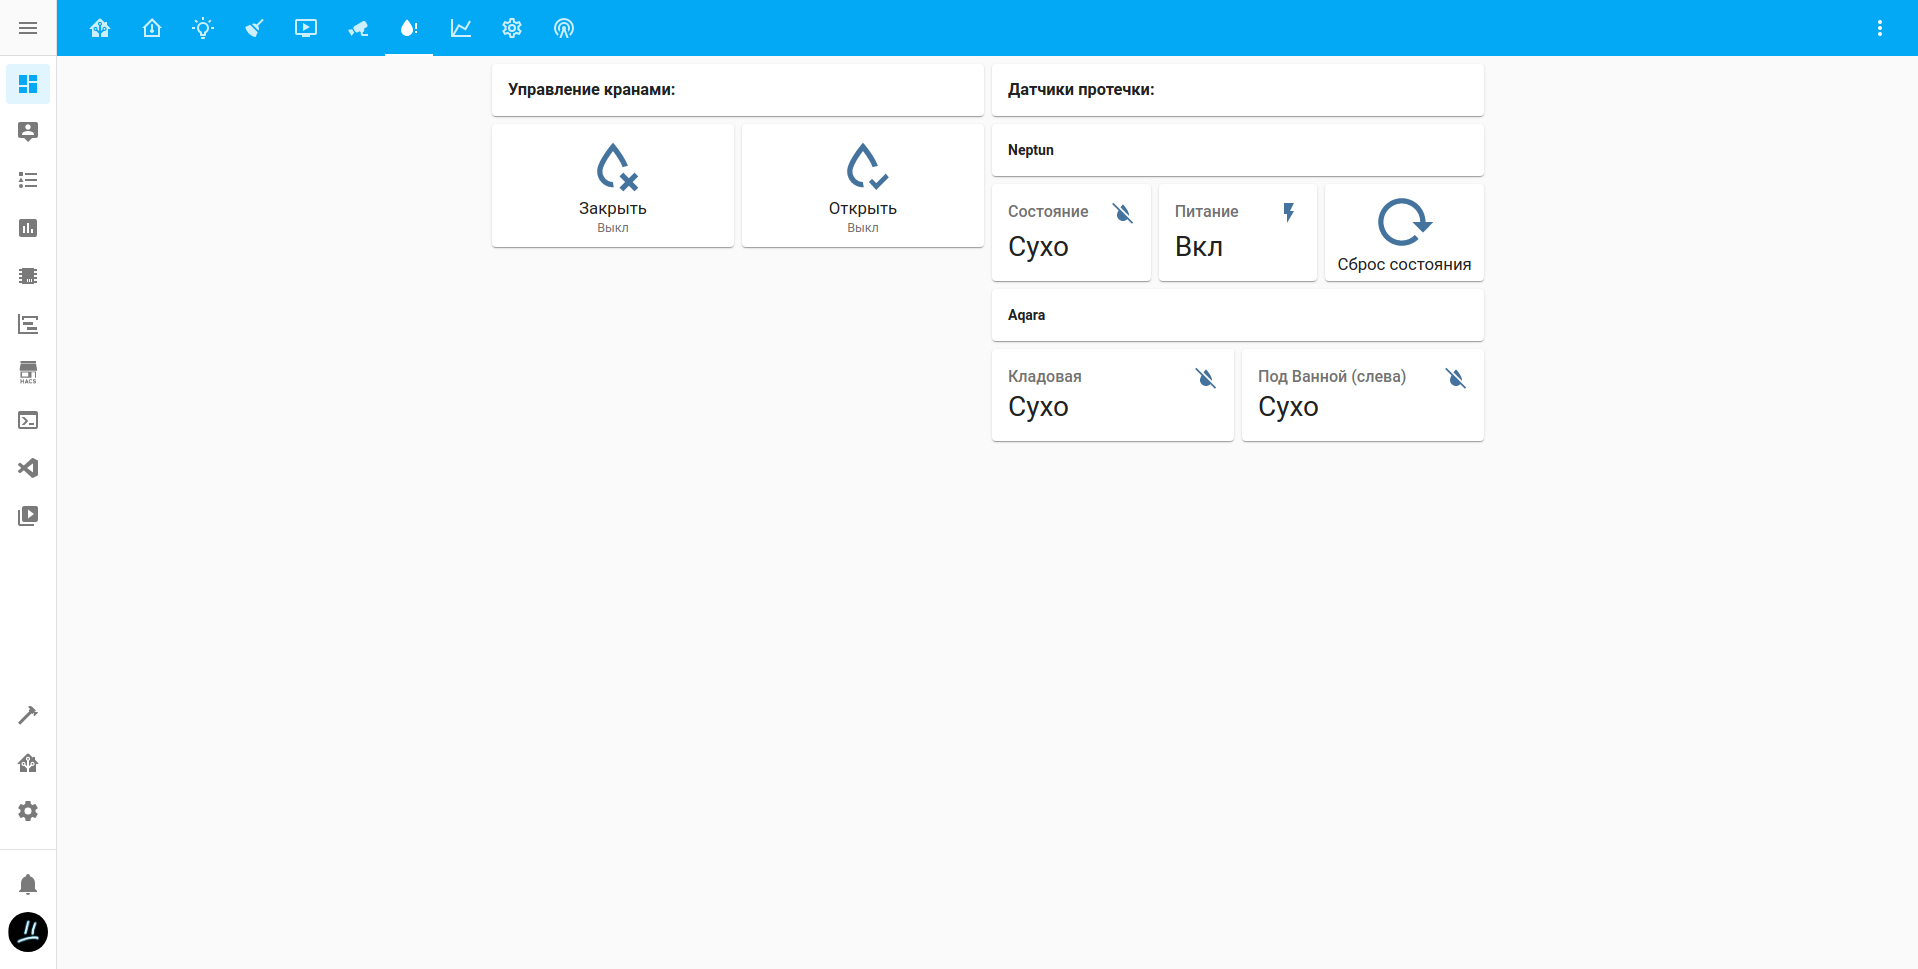 Управление кранами:
Закрыть
Выкл
Открыть
Выкл
Датчики протечки:
Neptun
Состояние
Сухо
Питание
Вкл
Сброс состояния
Aqara
Кладовая
Сухо
Под Ванной (слева)
Сухо
HACS